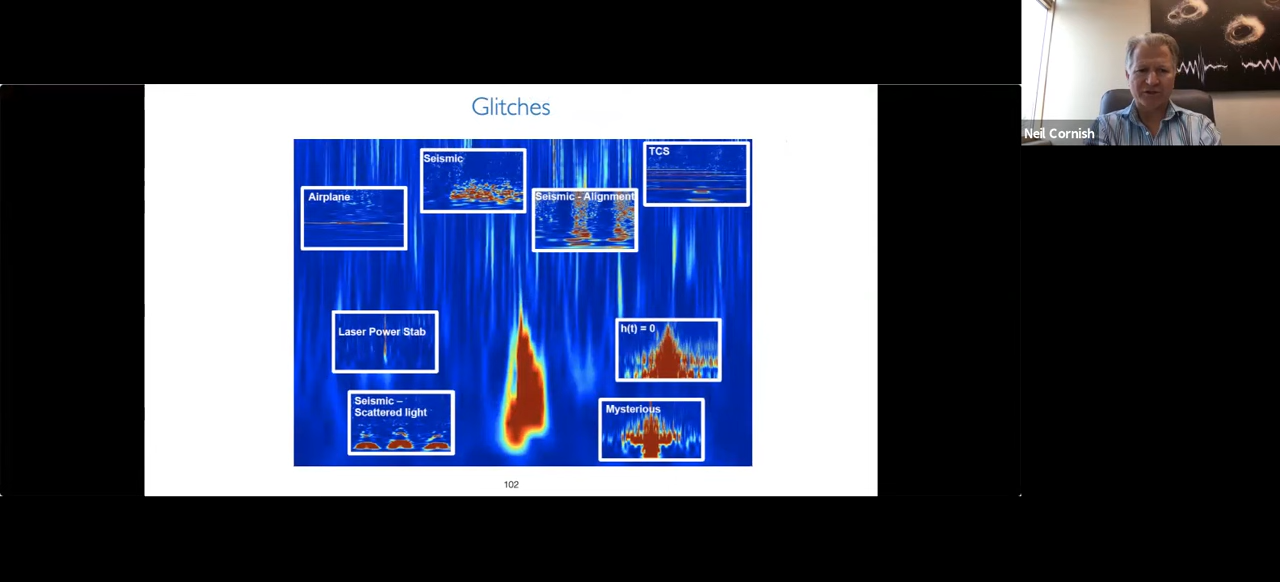 Glitches
Seismic
TCS
Airplane
Seismic - Alignment
Laser Power Stab
h(t) = 0
Seismic –
Scattered light
Mysterious
102
Neil Cornish